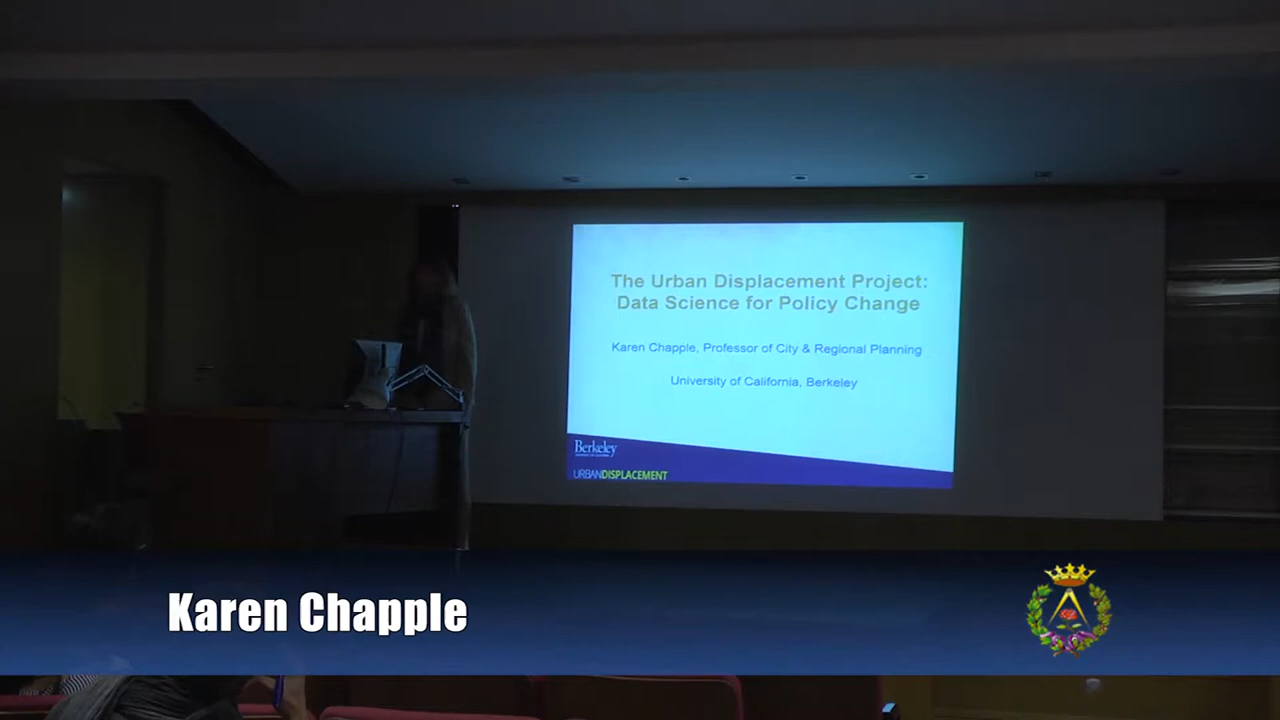 The Urban Displacement Project:
Data Science for Policy Change
Karen Chapple, Professor of City & Regional Planning
University of California, Berkeley
Berkeley
URBANDISPLACEMENT
Karen Chapple